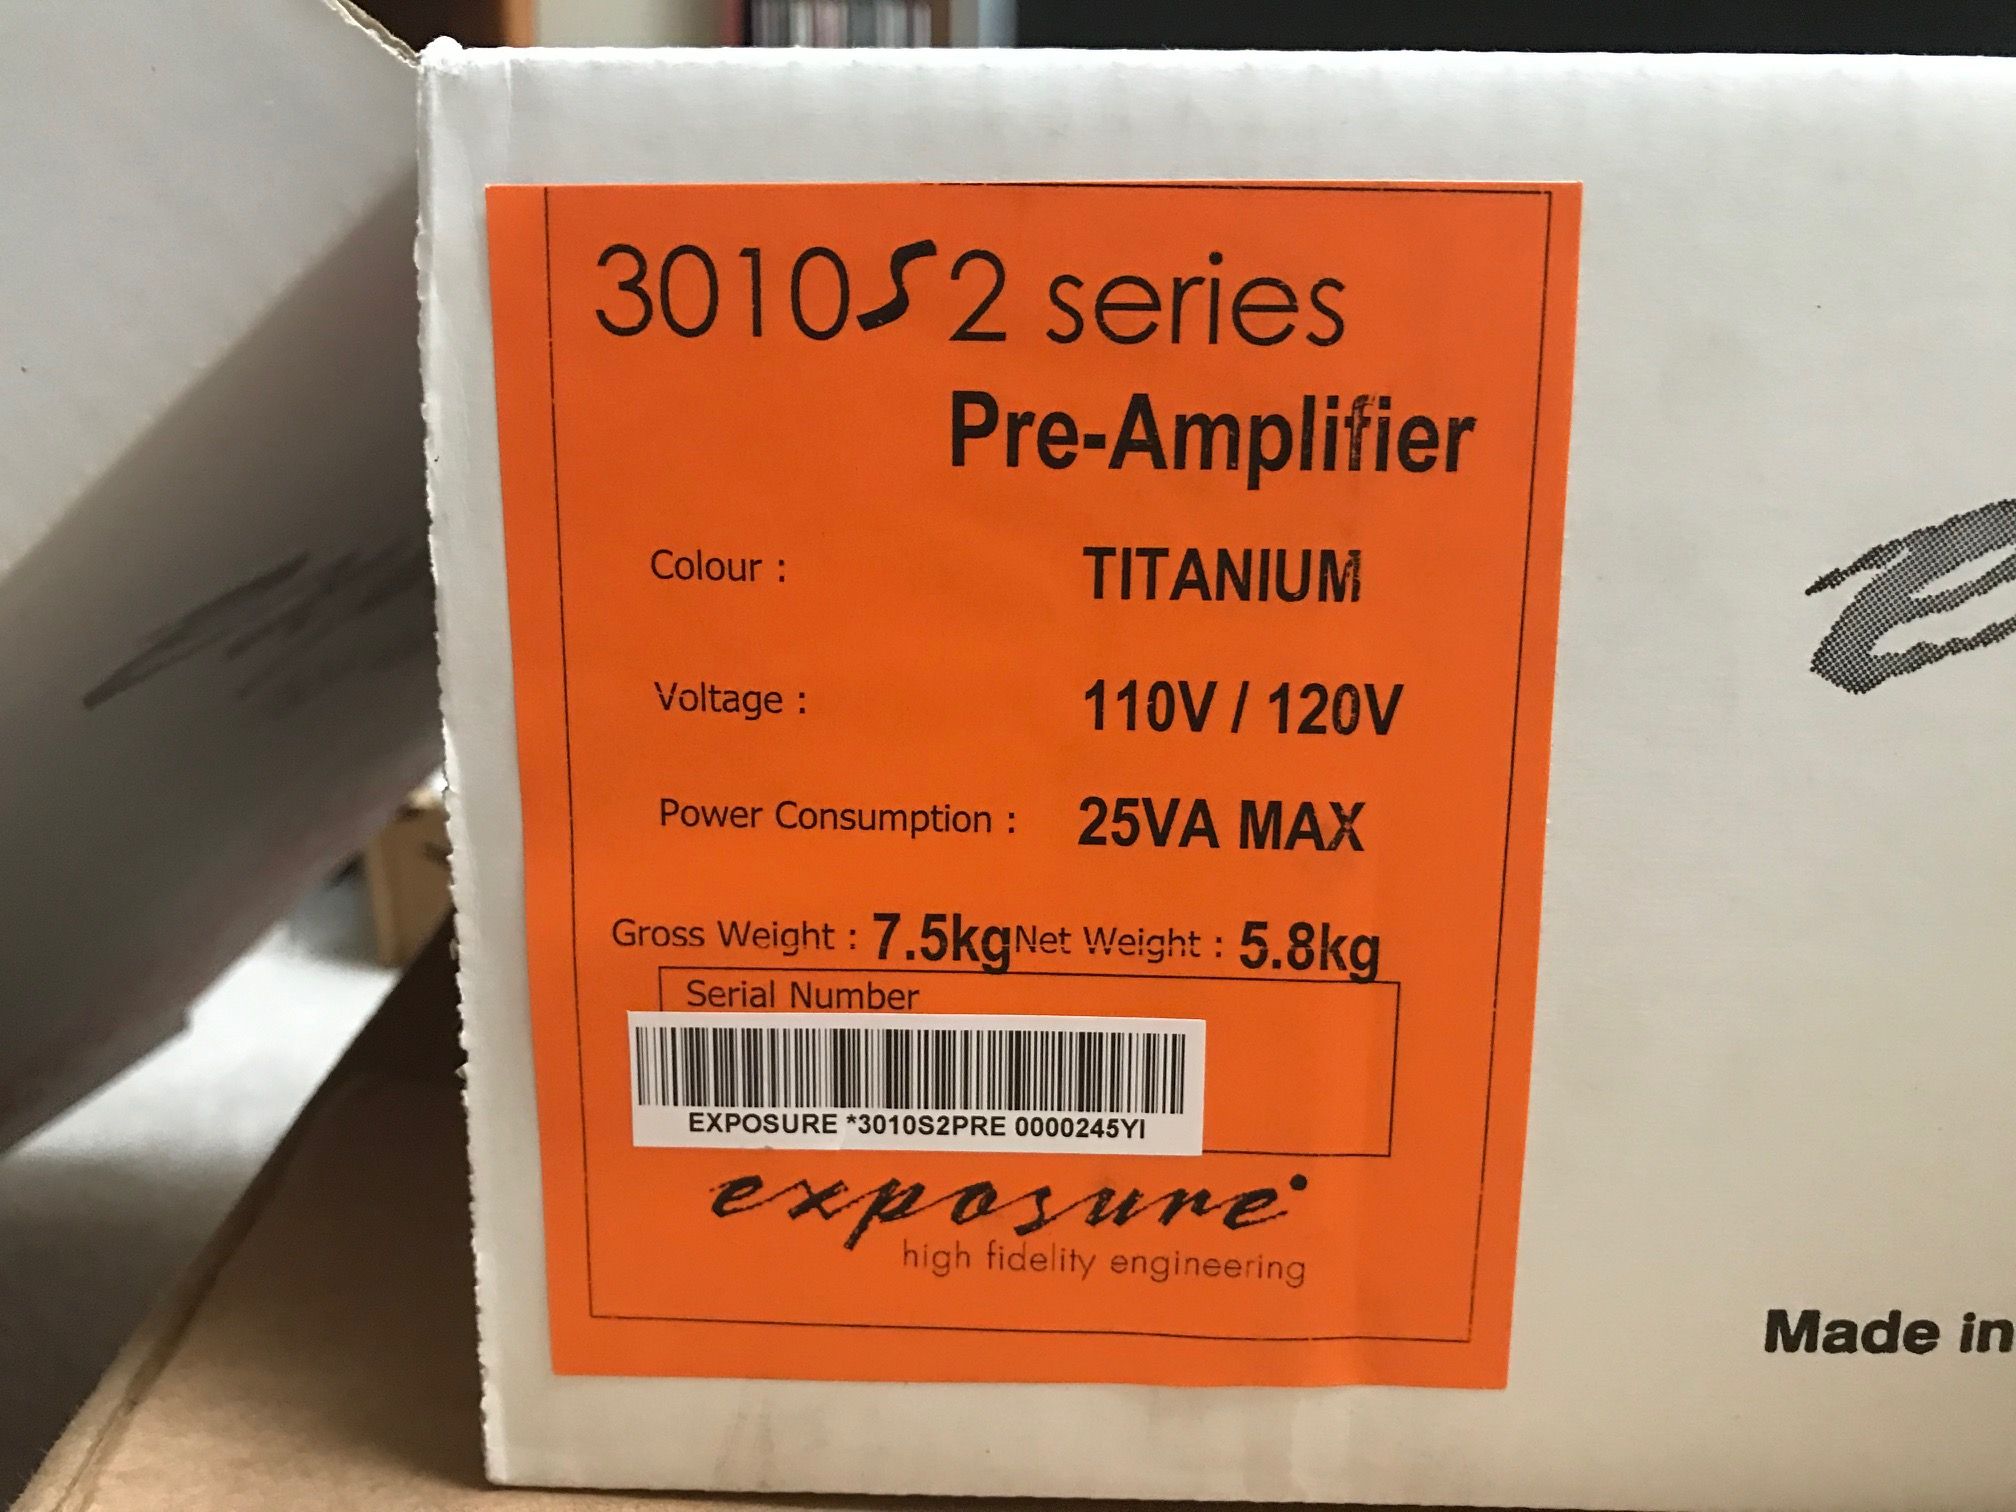 3010S2 series
Pre-Amplifier
Colour : TITANIUM
Voltage : 110V / 120V
Power Consumption : 25VA MAX
Gross Weight : 7.5kg Net Weight : 5.8kg
Serial Number
EXPOSURE *3010S2PRE 0000245YI
exposure
high fidelity engineering
Made in